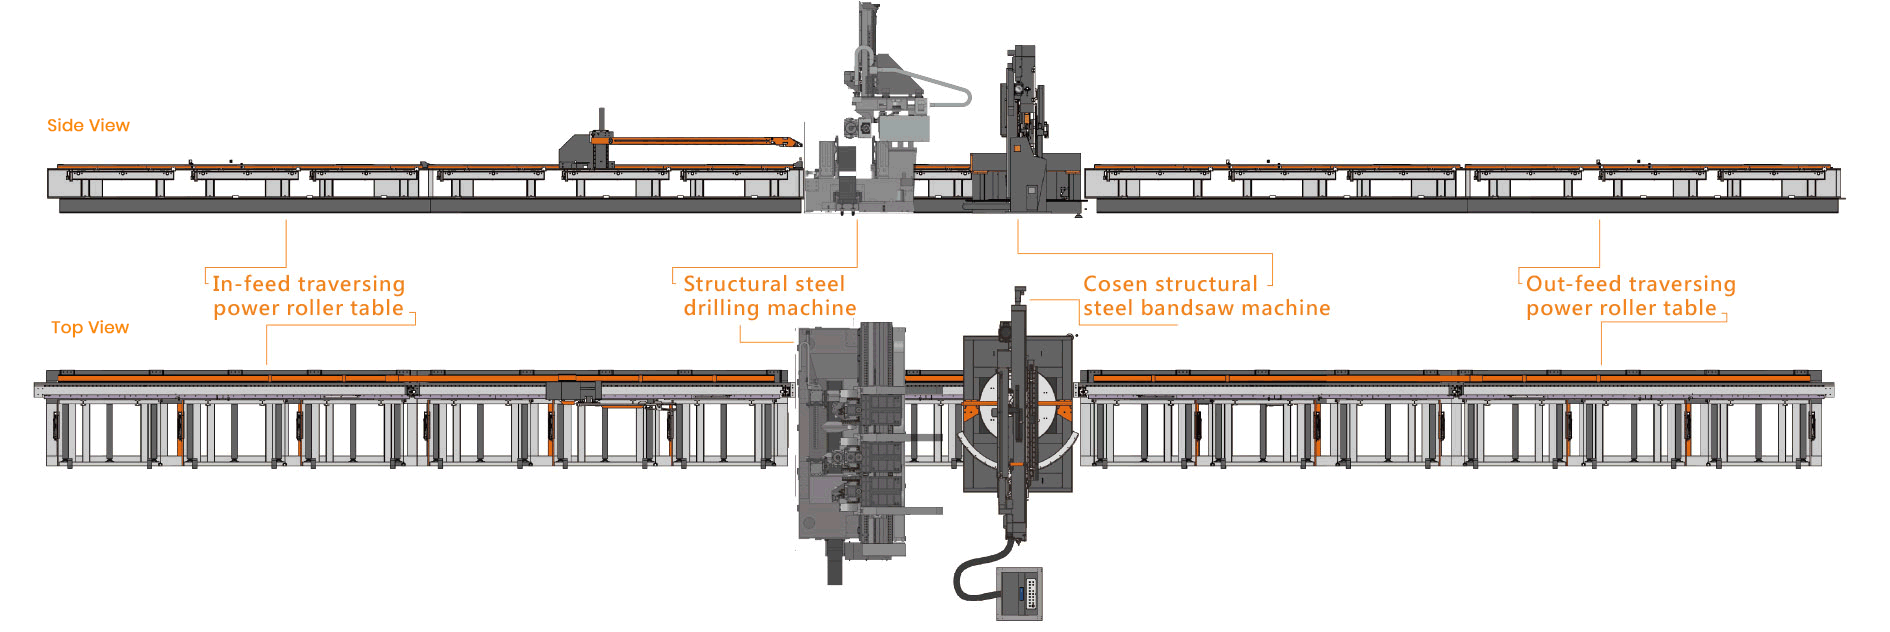 Side View
In-feed traversing
power roller table
Structural steel
drilling machine
Cosen structural
steel bandsaw machine
Out-feed traversing
power roller table
Top View